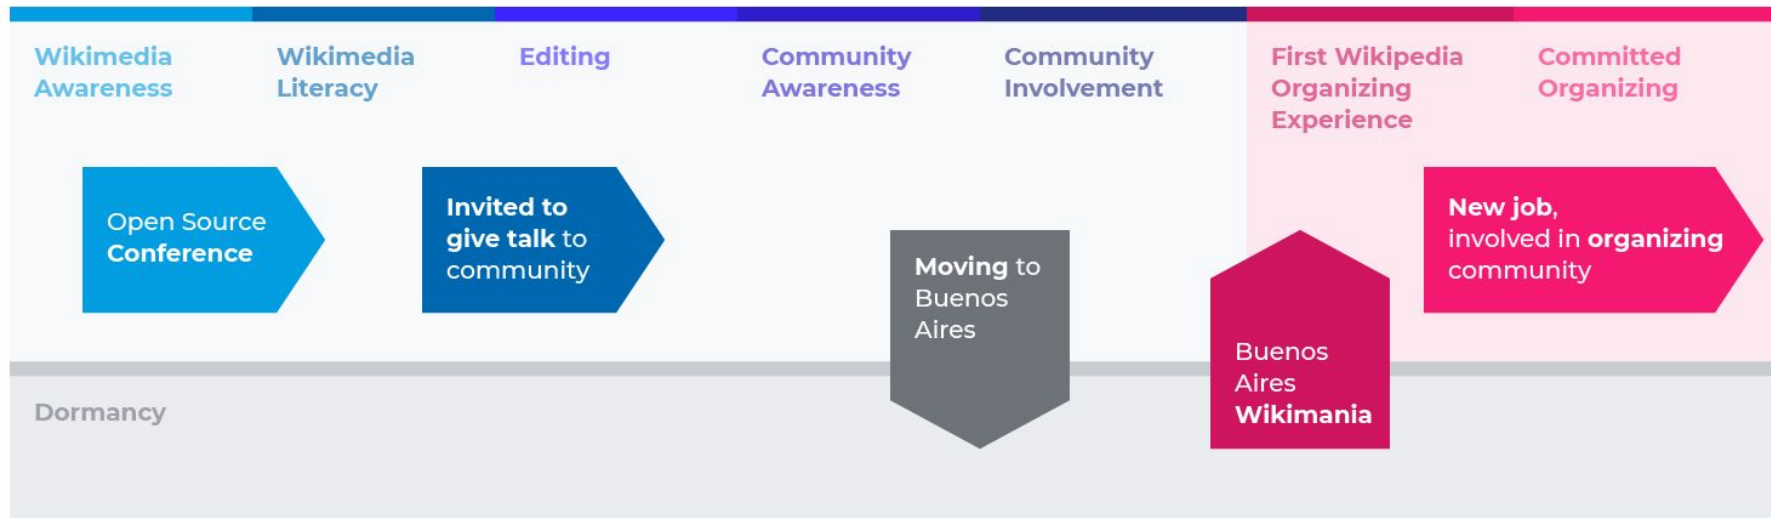 Wikimedia
Awareness
Wikimedia
Literacy
Editing
Community
Awareness
Community
Involvement
First Wikipedia
Organizing
Experience
Committed
Organizing
Open Source
Conference
Invited to
give talk to
community
Moving to
Buenos
Aires
Buenos
Aires
Wikimania
New job,
involved in organizing
community
Dormancy